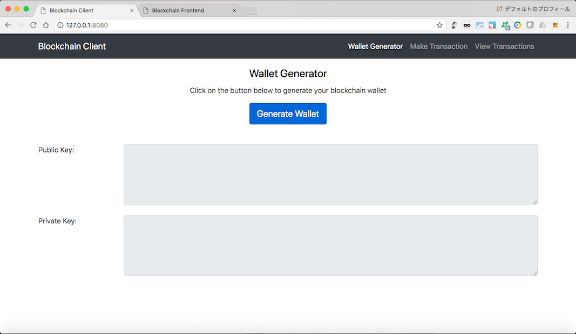 Blockchain Client
Blockchain Frontend
デフォルトのプロフィール
127.0.0.1:8080
Blockchain Client
Wallet Generator
Make Transaction
View Transactions
Wallet Generator
Click on the button below to generate your blockchain wallet
Generate Wallet
Public Key:
Private Key: